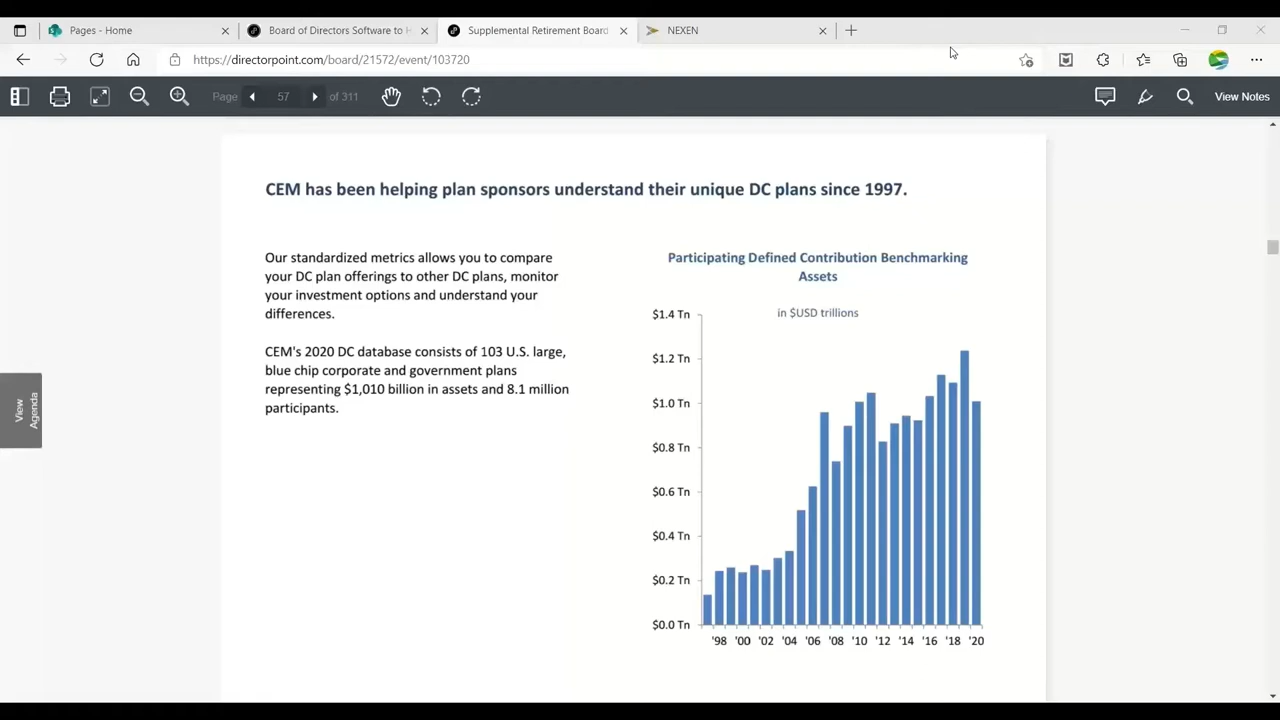 Pages - Home
Board of Directors Software to H
Supplemental Retirement Board
NEXEN
https://directorpoint.com/board/21572/event/103720
Page 57 of 311
View Notes
View Agenda
CEM has been helping plan sponsors understand their unique DC plans since 1997.
Our standardized metrics allows you to compare
your DC plan offerings to other DC plans, monitor
your investment options and understand your
differences.
CEM's 2020 DC database consists of 103 U.S. large,
blue chip corporate and government plans
representing $1,010 billion in assets and 8.1 million
participants.
Participating Defined Contribution Benchmarking
Assets
in $USD trillions
$1.4 Tn
$1.2 Tn
$1.0 Tn
$0.8 Tn
$0.6 Tn
$0.4 Tn
$0.2 Tn
$0.0 Tn
'98 '00 '02 '04 '06 '08 '10 '12 '14 '16 '18 '20